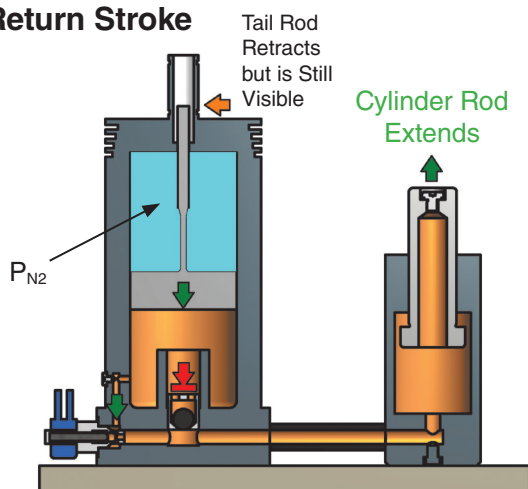 Return Stroke
Tail Rod
Retracts
but is Still
Visible
Cylinder Rod
Extends
PN2